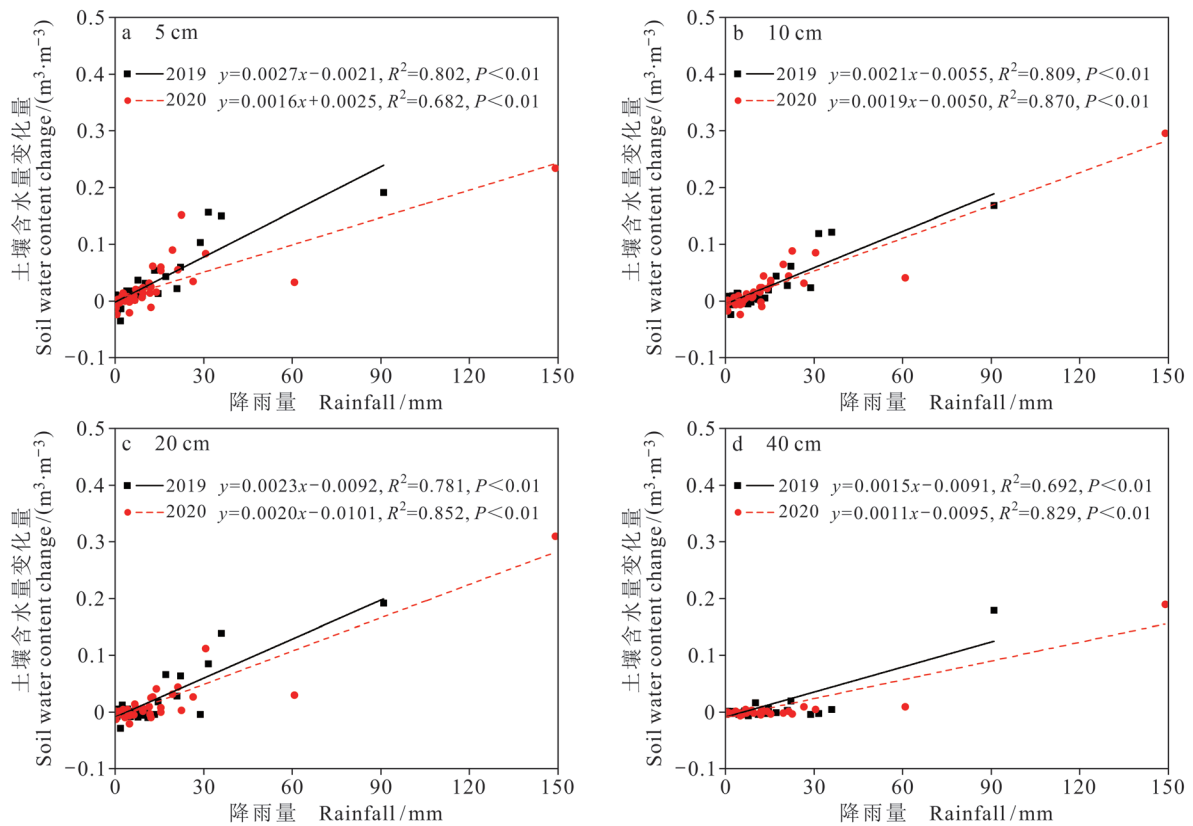 a 5 cm
2019 y=0.0027x−0.0021, R²=0.802, P<0.01
2020 y=0.0016x+0.0025, R²=0.682, P<0.01
土壤含水量变化量
Soil water content change/(m³·m⁻³)
0.5
0.4
0.3
0.2
0.1
0
−0.1
0 30 60 90 120 150
降雨量 Rainfall/mm
b 10 cm
2019 y=0.0021x−0.0055, R²=0.809, P<0.01
2020 y=0.0019x−0.0050, R²=0.870, P<0.01
土壤含水量变化量
Soil water content change/(m³·m⁻³)
0.5
0.4
0.3
0.2
0.1
0
−0.1
0 30 60 90 120 150
降雨量 Rainfall/mm
c 20 cm
2019 y=0.0023x−0.0092, R²=0.781, P<0.01
2020 y=0.0020x−0.0101, R²=0.852, P<0.01
土壤含水量变化量
Soil water content change/(m³·m⁻³)
0.5
0.4
0.3
0.2
0.1
0
−0.1
0 30 60 90 120 150
降雨量 Rainfall/mm
d 40 cm
2019 y=0.0015x−0.0091, R²=0.692, P<0.01
2020 y=0.0011x−0.0095, R²=0.829, P<0.01
土壤含水量变化量
Soil water content change/(m³·m⁻³)
0.5
0.4
0.3
0.2
0.1
0
−0.1
0 30 60 90 120 150
降雨量 Rainfall/mm